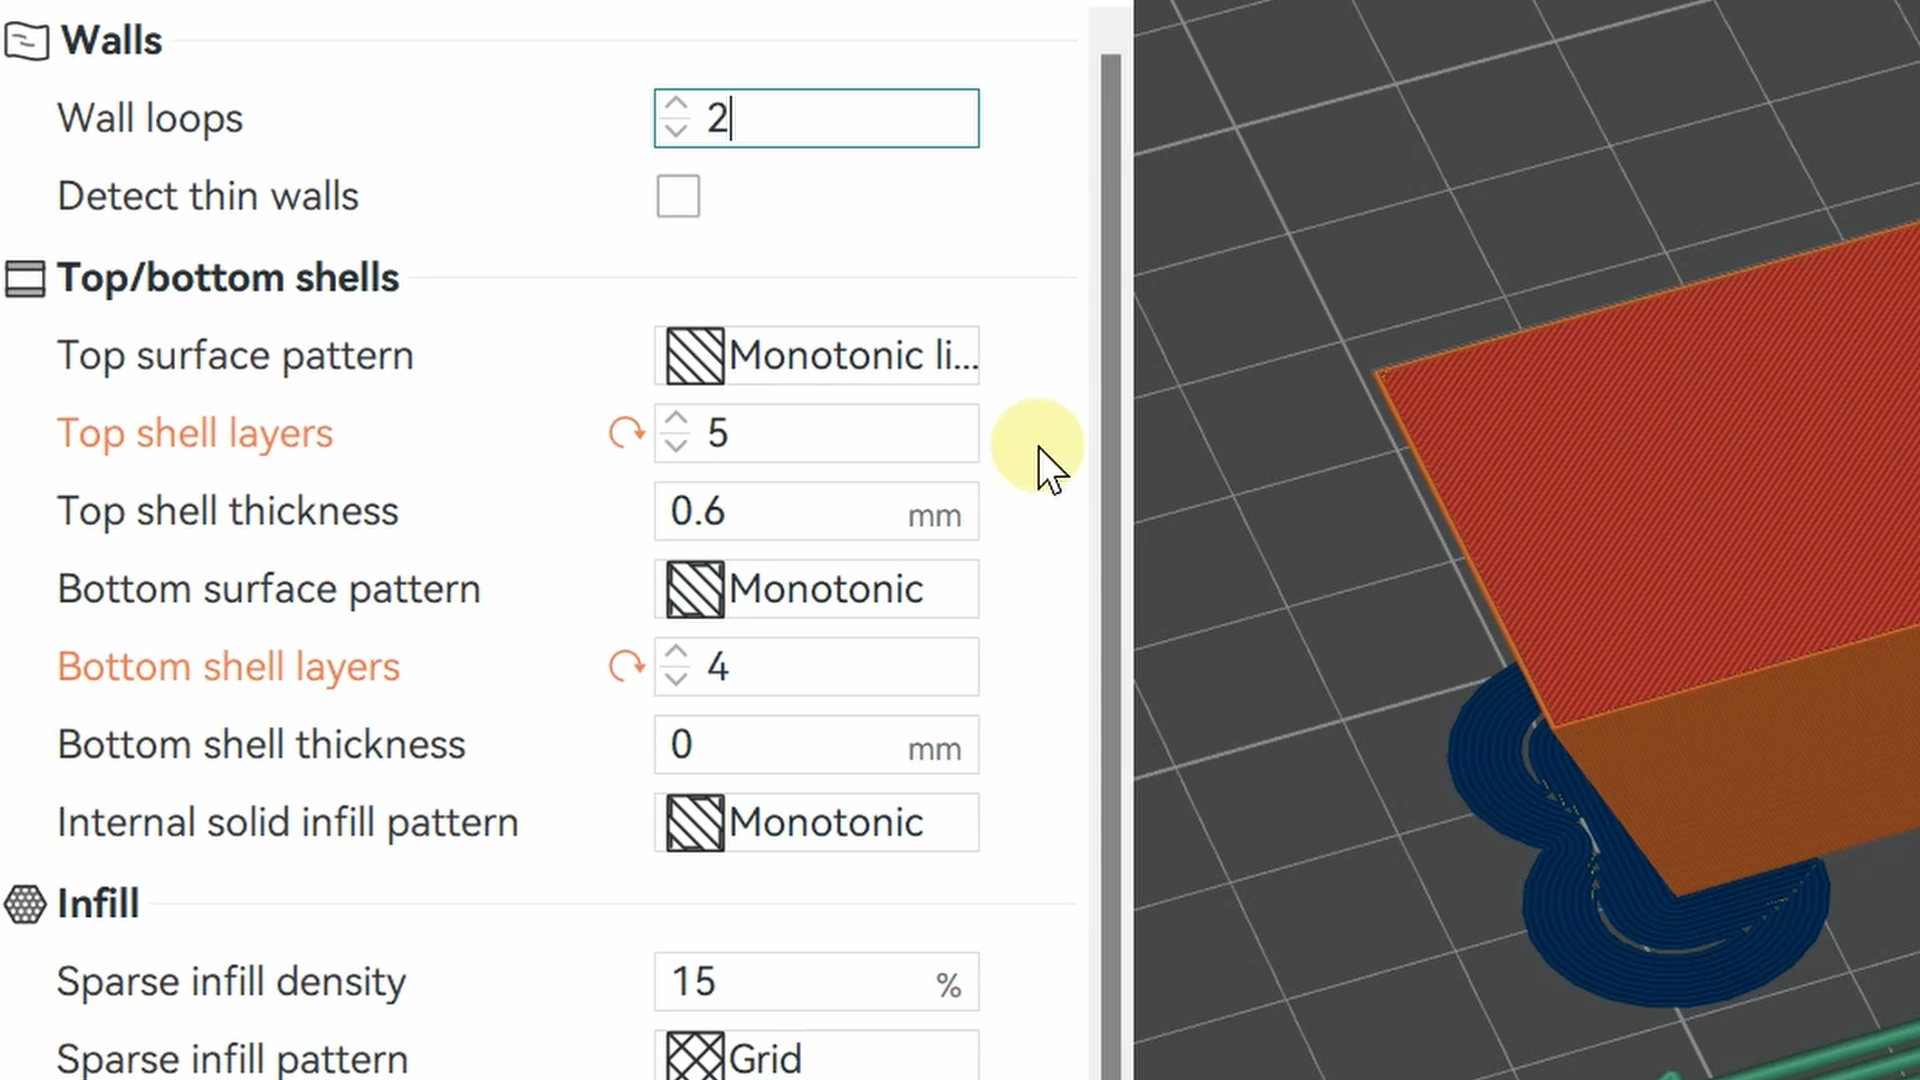 Walls
Wall loops 2
Detect thin walls
Top/bottom shells
Top surface pattern Monotonic li...
Top shell layers 5
Top shell thickness 0.6 mm
Bottom surface pattern Monotonic
Bottom shell layers 4
Bottom shell thickness 0 mm
Internal solid infill pattern Monotonic
Infill
Sparse infill density 15 %
Sparse infill pattern Grid